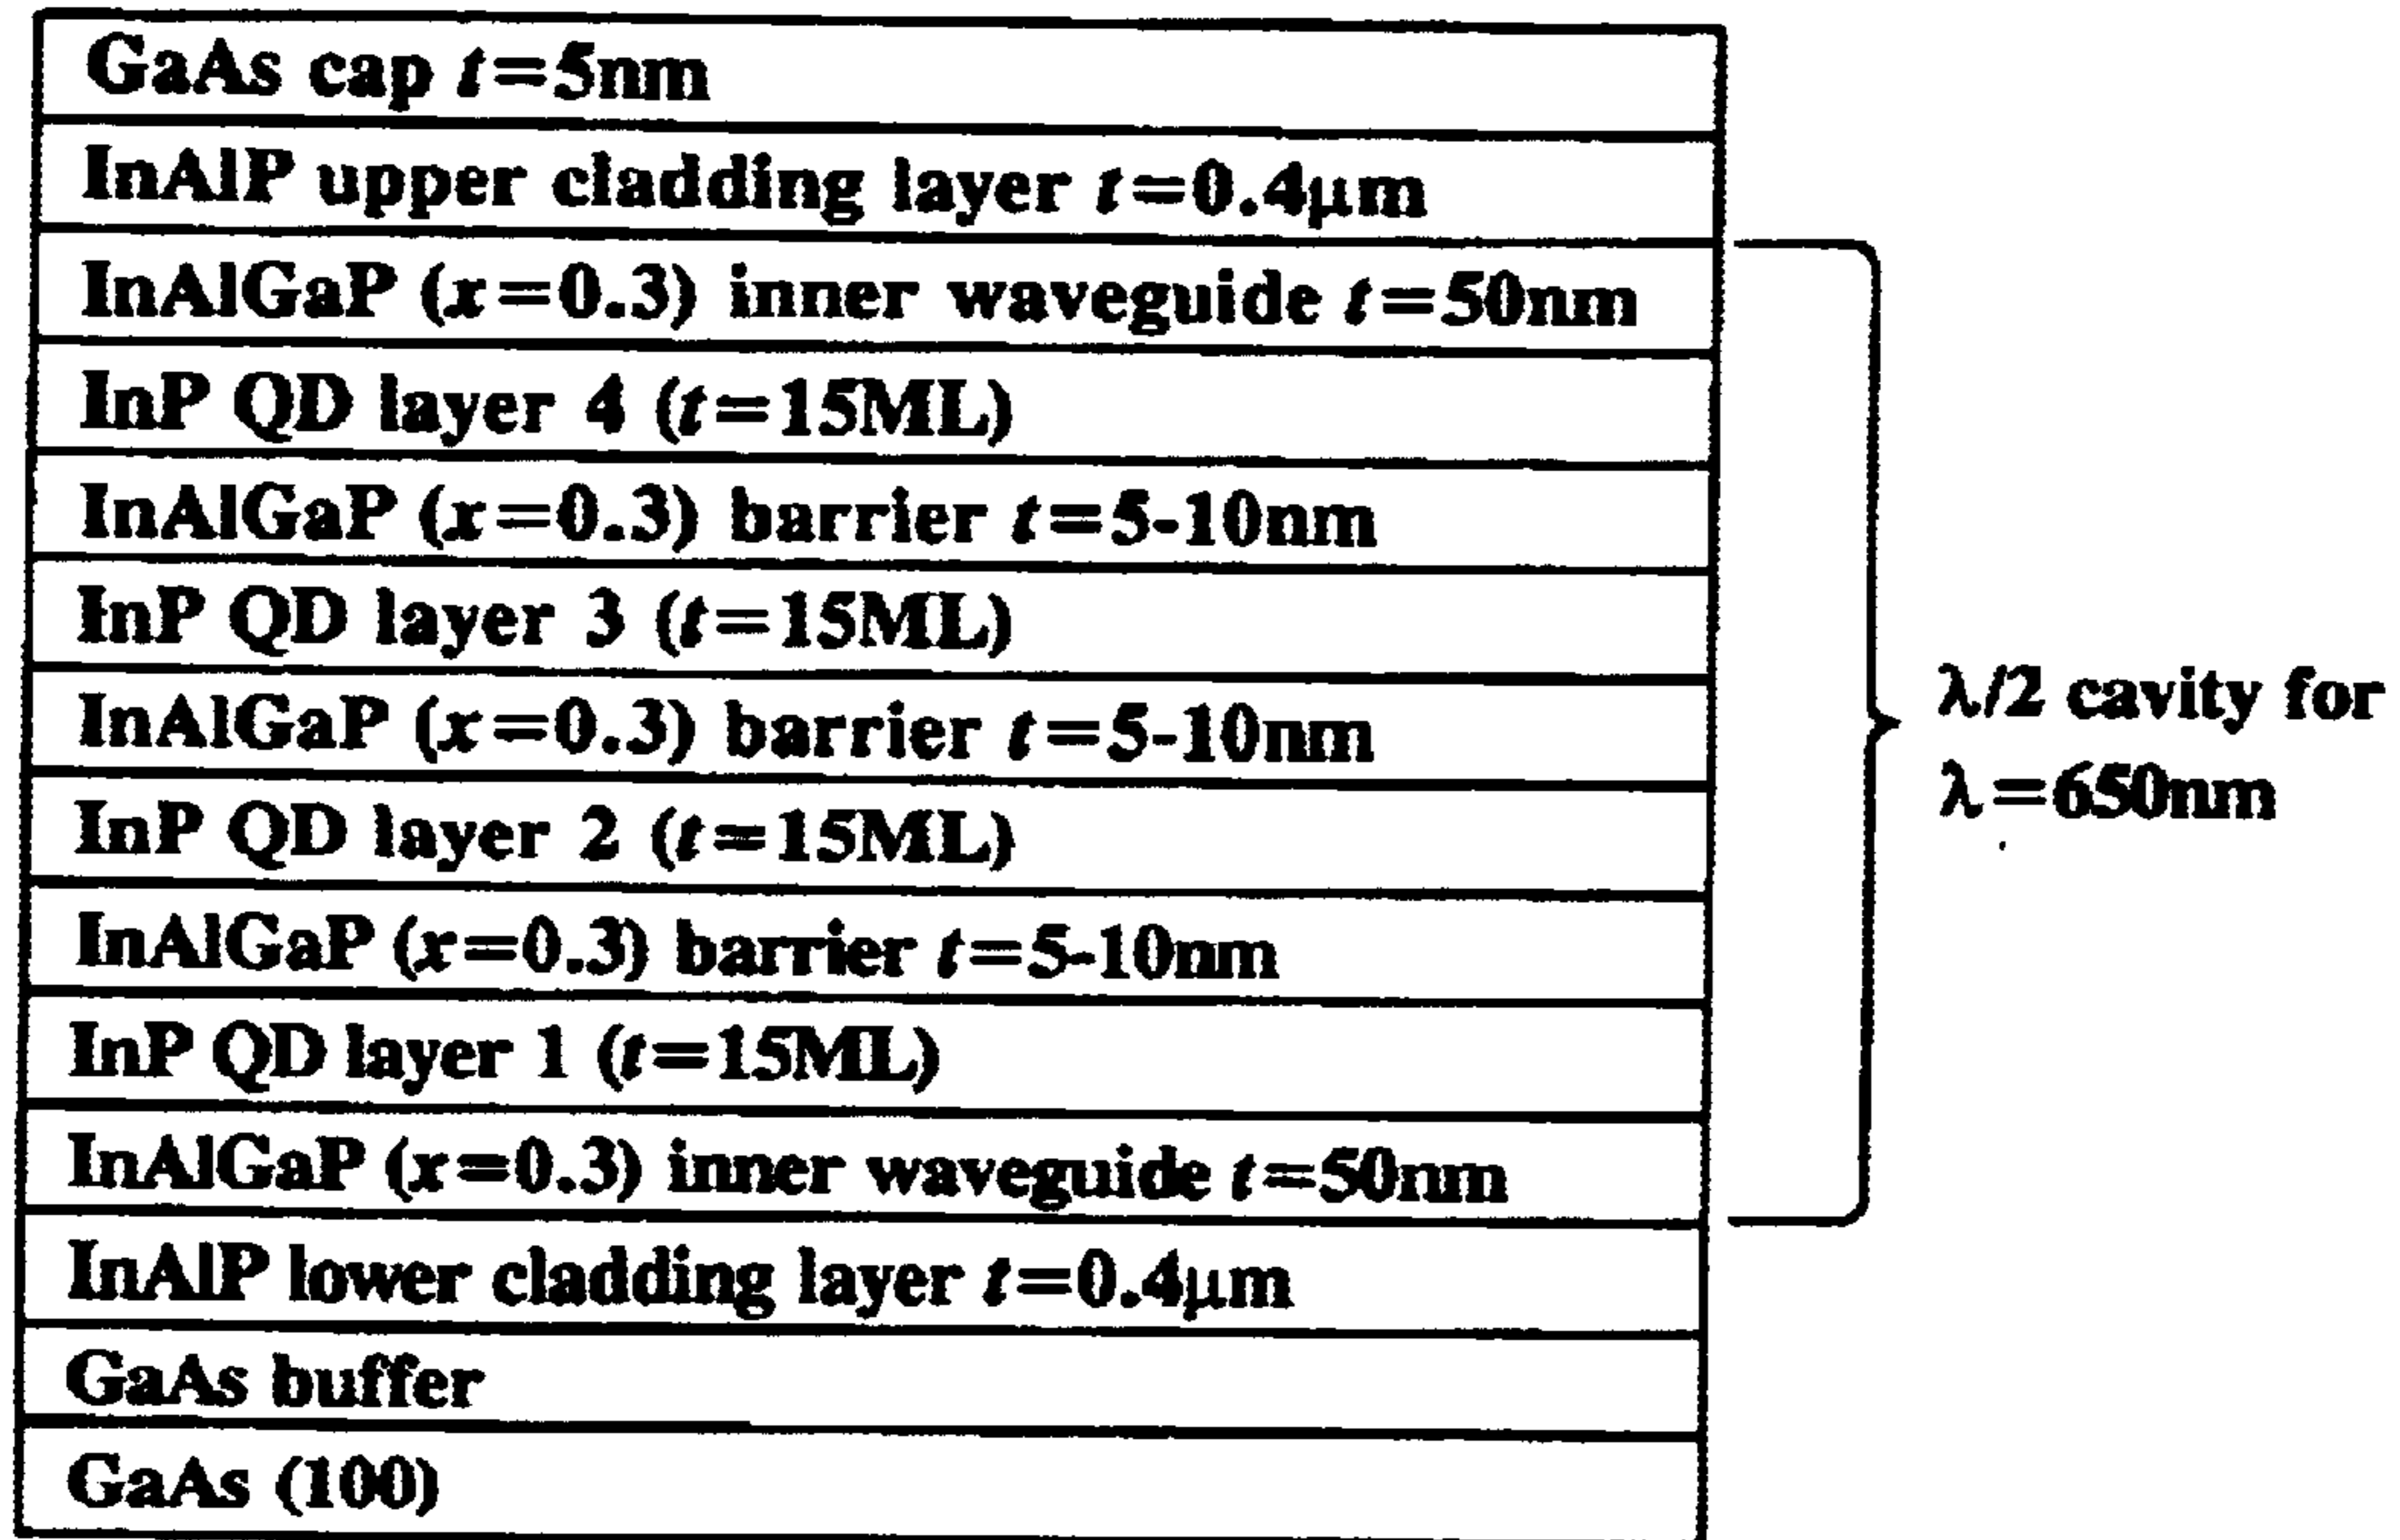 GaAs cap t=5nm
InAlP upper cladding layer t=0.4μm
InAlGaP (x=0.3) inner waveguide t=50nm
InP QD layer 4 (t=15ML)
InAlGaP (x=0.3) barrier t=5-10nm
InP QD layer 3 (t=15ML)
InAlGaP (x=0.3) barrier t=5-10nm
InP QD layer 2 (t=15ML)
InAlGaP (x=0.3) barrier t=5-10nm
InP QD layer 1 (t=15ML)
InAlGaP (x=0.3) inner waveguide t=50nm
InAlP lower cladding layer t=0.4μm
GaAs buffer
GaAs (100)
λ/2 cavity for
λ=650nm